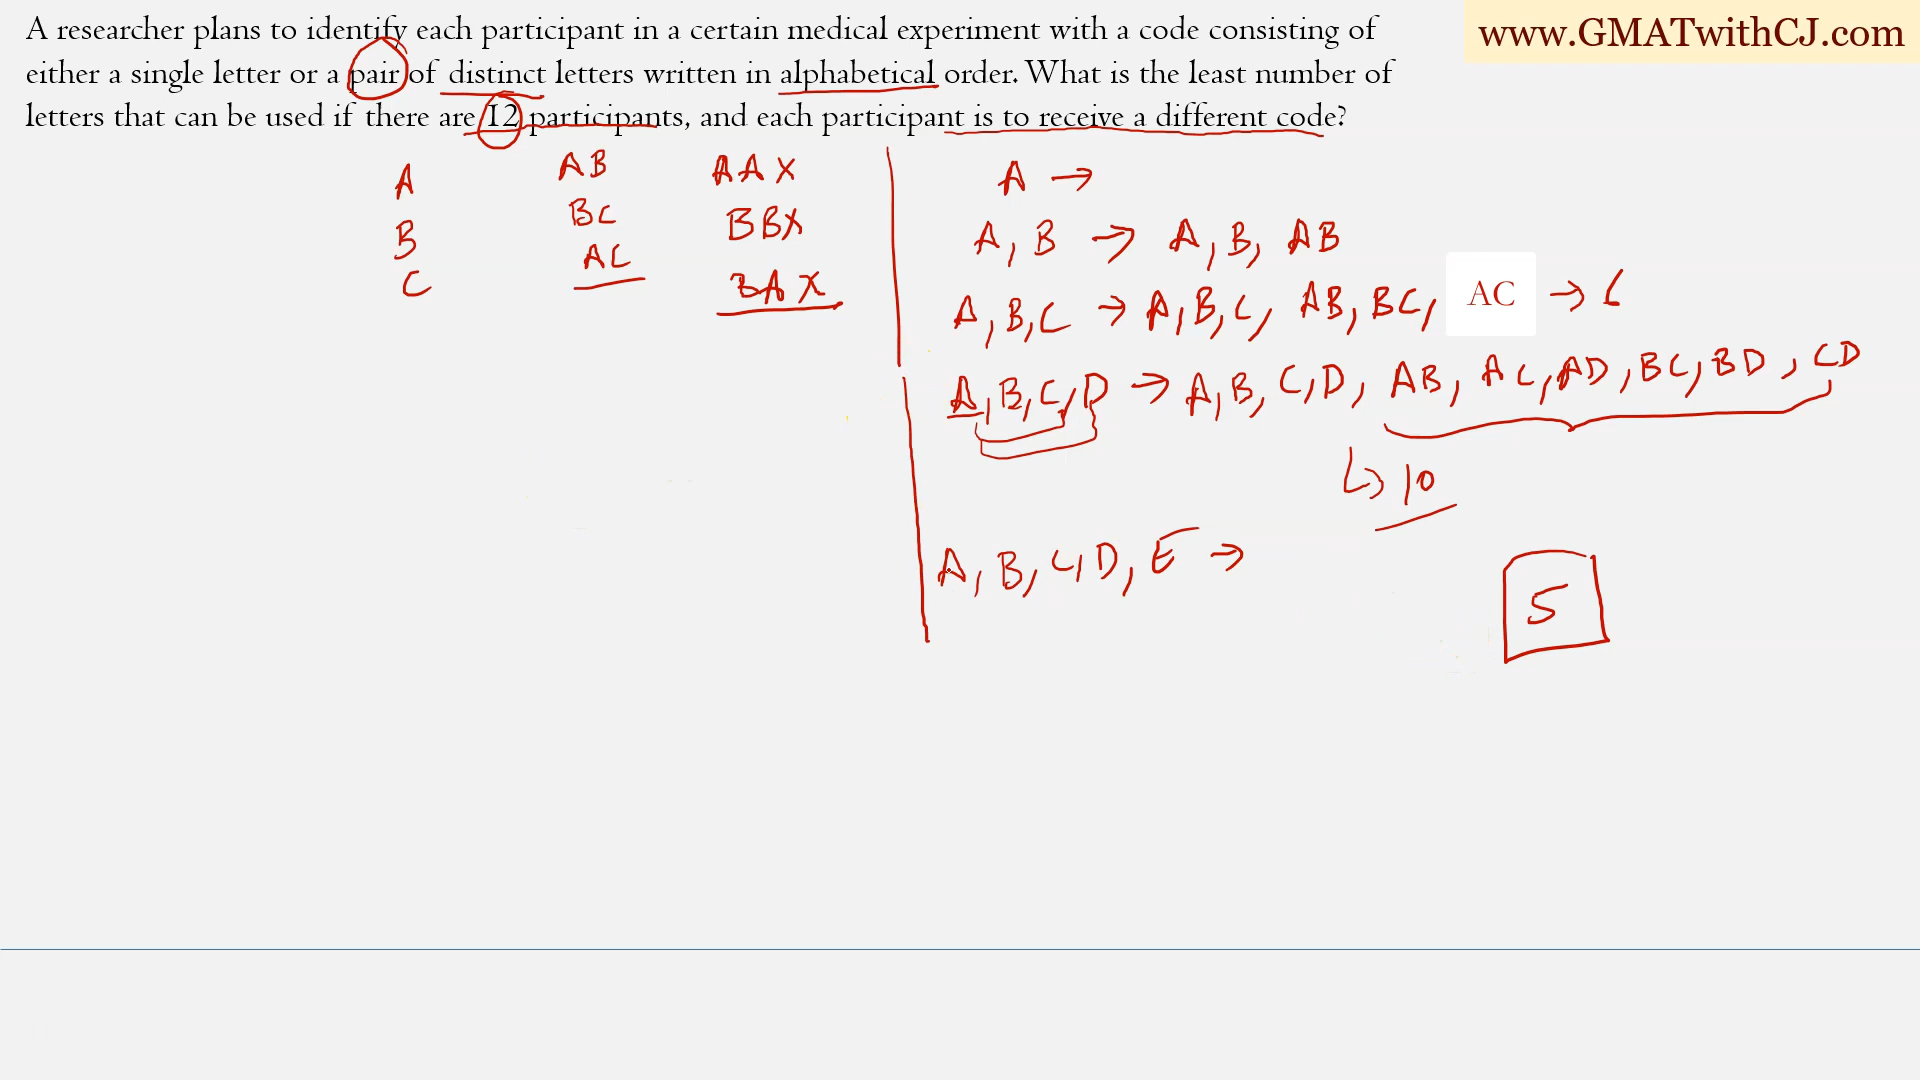 A researcher plans to identify each participant in a certain medical experiment with a code consisting of
either a single letter or a pair of distinct letters written in alphabetical order. What is the least number of
letters that can be used if there are 12 participants, and each participant is to receive a different code?
www.GMATwithCJ.com
A AB AA X
B BC BB X
C AC BA X
A →
A, B → A, B, AB
A, B, C → A, B, C, AB, BC, AC → 6
A, B, C, D → A, B, C, D, AB, AC, AD, BC, BD, CD
↳ 10
A, B, C, D, E →
5